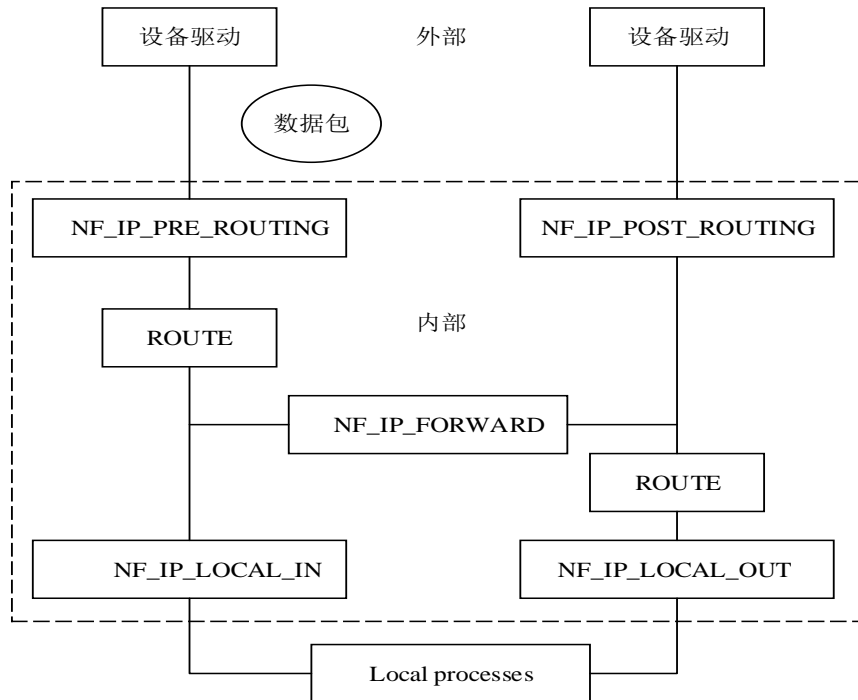 设备驱动
外部
设备驱动
数据包
NF_IP_PRE_ROUTING
NF_IP_POST_ROUTING
ROUTE
内部
NF_IP_FORWARD
ROUTE
NF_IP_LOCAL_IN
NF_IP_LOCAL_OUT
Local processes